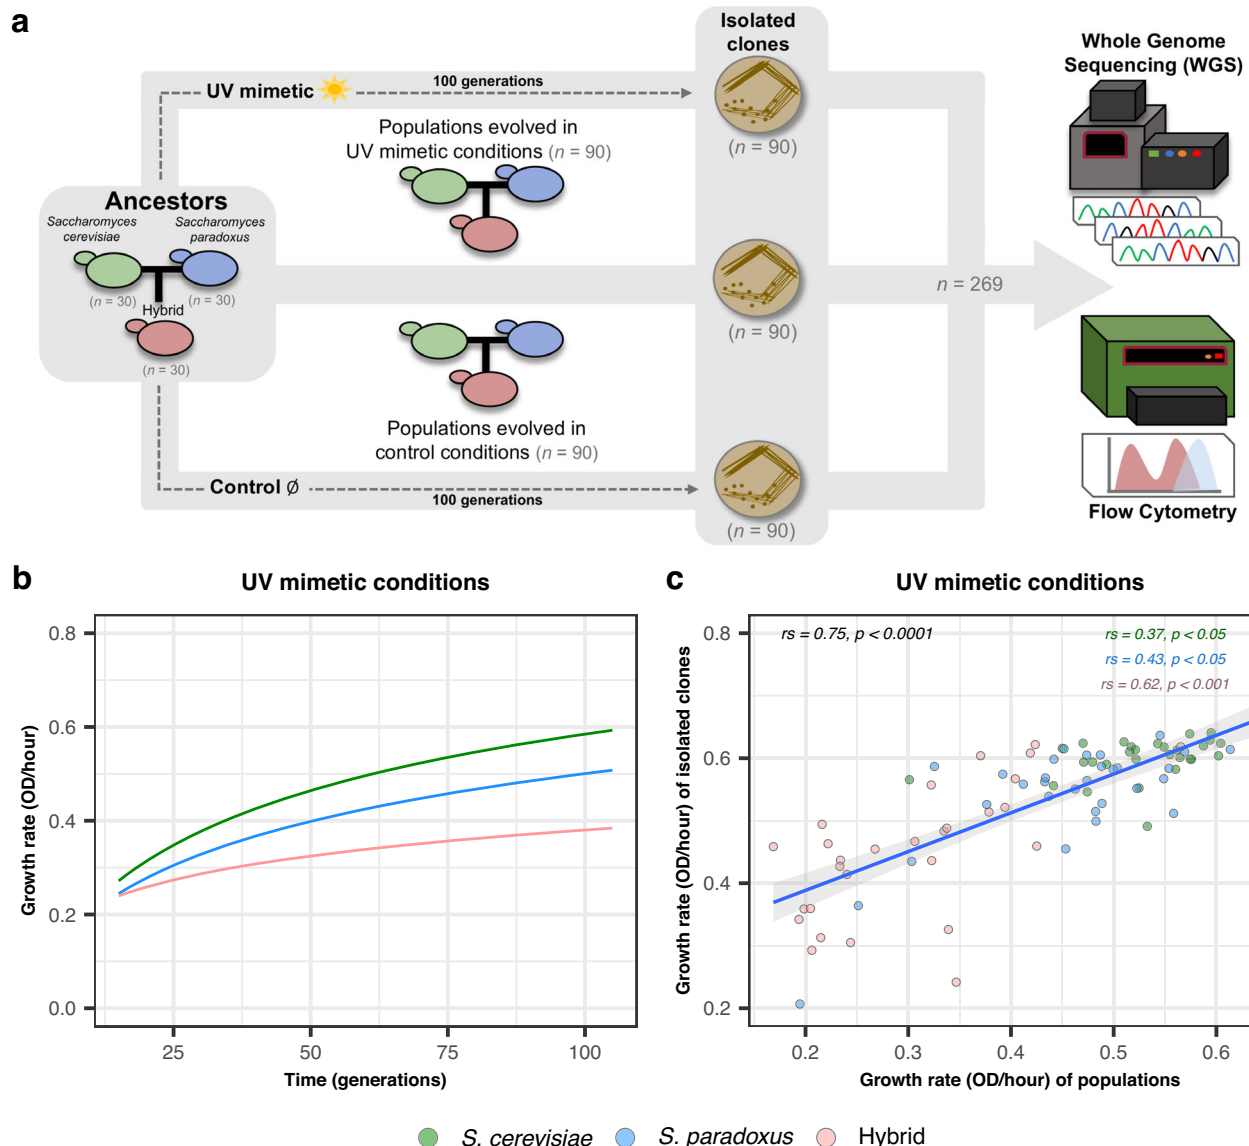 a
Isolated
clones
Whole Genome
Sequencing (WGS)
UV mimetic
100 generations
Populations evolved in
UV mimetic conditions (n = 90)
(n = 90)
Ancestors
Saccharomyces
cerevisiae
Saccharomyces
paradoxus
(n = 30)
(n = 30)
Hybrid
(n = 30)
(n = 90)
n = 269
Populations evolved in
control conditions (n = 90)
Control ∅
100 generations
(n = 90)
Flow Cytometry
b
UV mimetic conditions
0.8
0.6
0.4
0.2
0.0
Growth rate (OD/hour)
25
50
75
100
Time (generations)
c
UV mimetic conditions
rs = 0.75, p < 0.0001
rs = 0.37, p < 0.05
rs = 0.43, p < 0.05
rs = 0.62, p < 0.001
0.8
0.6
0.4
0.2
Growth rate (OD/hour) of isolated clones
0.2
0.3
0.4
0.5
0.6
Growth rate (OD/hour) of populations
S. cerevisiae
S. paradoxus
Hybrid